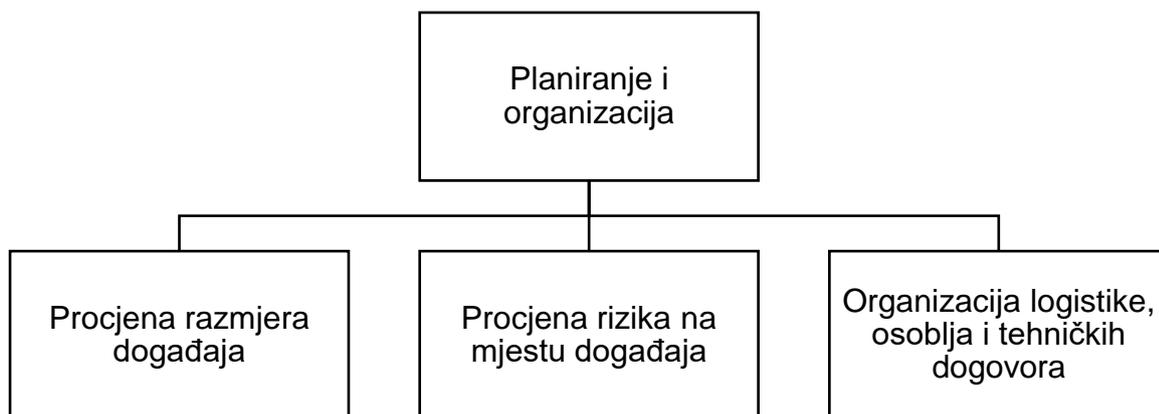 Planiranje i
organizacija
Procjena razmjera
događaja
Procjena rizika na
mjestu događaja
Organizacija logistike,
osoblja i tehničkih
dogovora